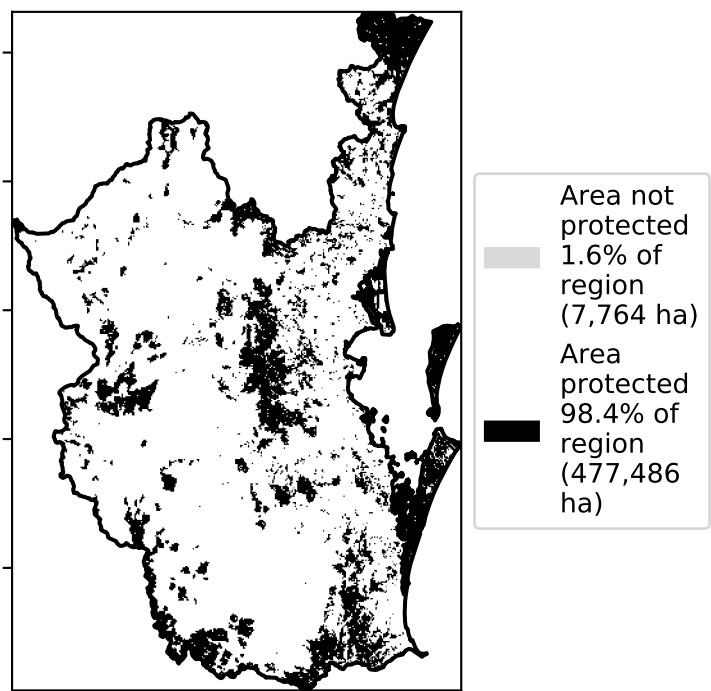 Area not
protected
1.6% of
region
(7,764 ha)
Area
protected
98.4% of
region
(477,486
ha)